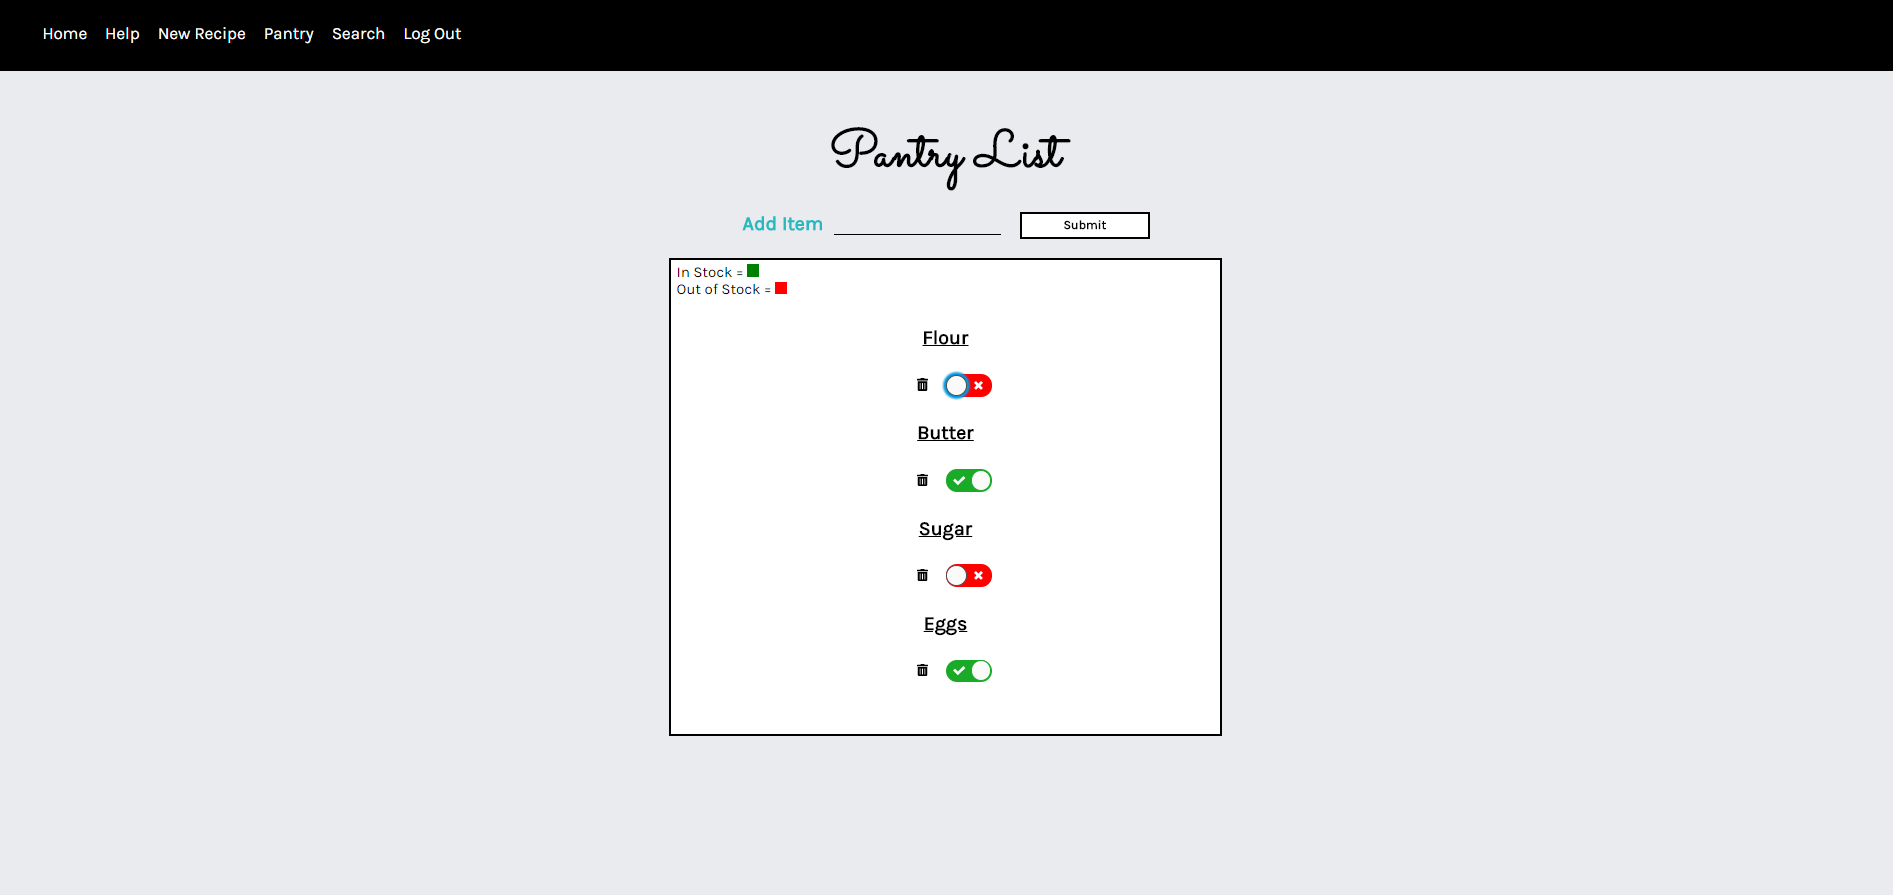 Home Help New Recipe Pantry Search Log Out
Pantry List
Add Item Submit
In Stock =
Out of Stock =
Flour
Butter
Sugar
Eggs